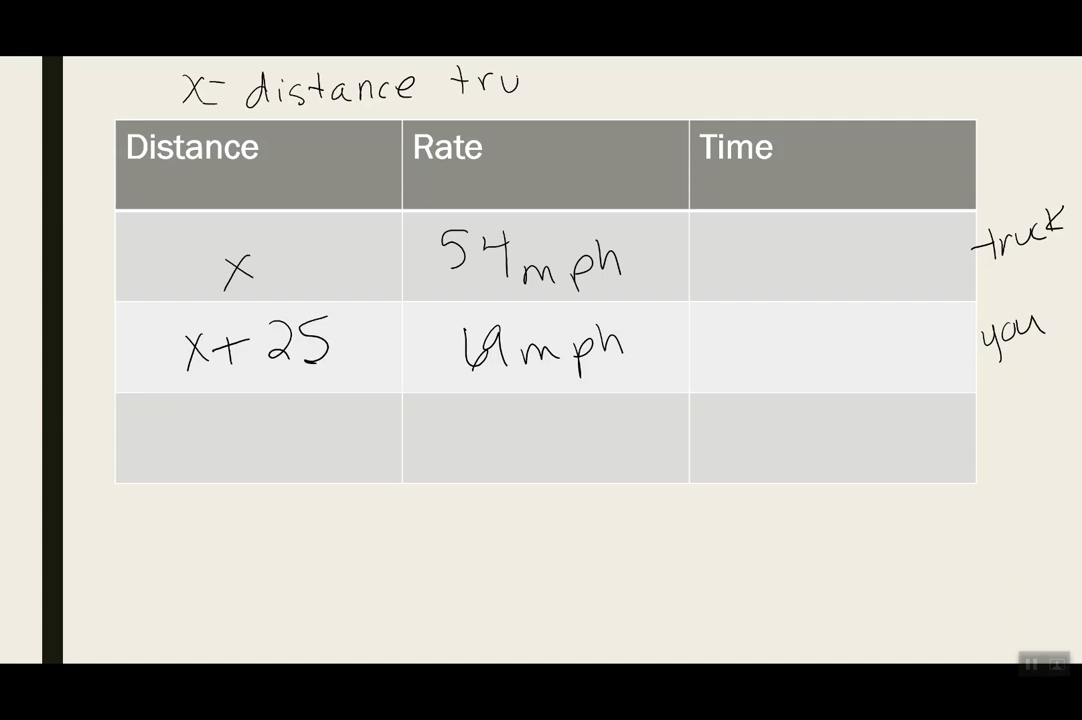 x= distance tru
Distance Rate Time
x 54mph truck
x+25 69mph you